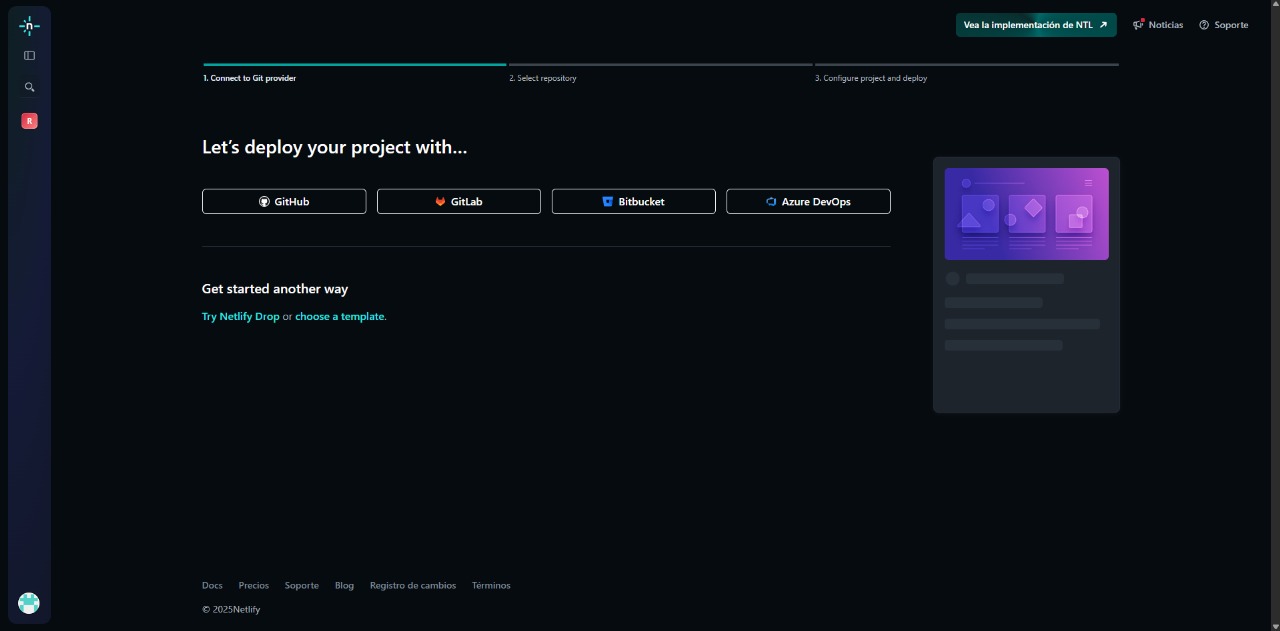 n
Vea la implementación de NTL
Noticias
Soporte
1. Connect to Git provider
2. Select repository
3. Configure project and deploy
R
Let's deploy your project with...
GitHub
GitLab
Bitbucket
Azure DevOps
Get started another way
Try Netlify Drop or choose a template.
Docs
Precios
Soporte
Blog
Registro de cambios
Términos
© 2025Netlify